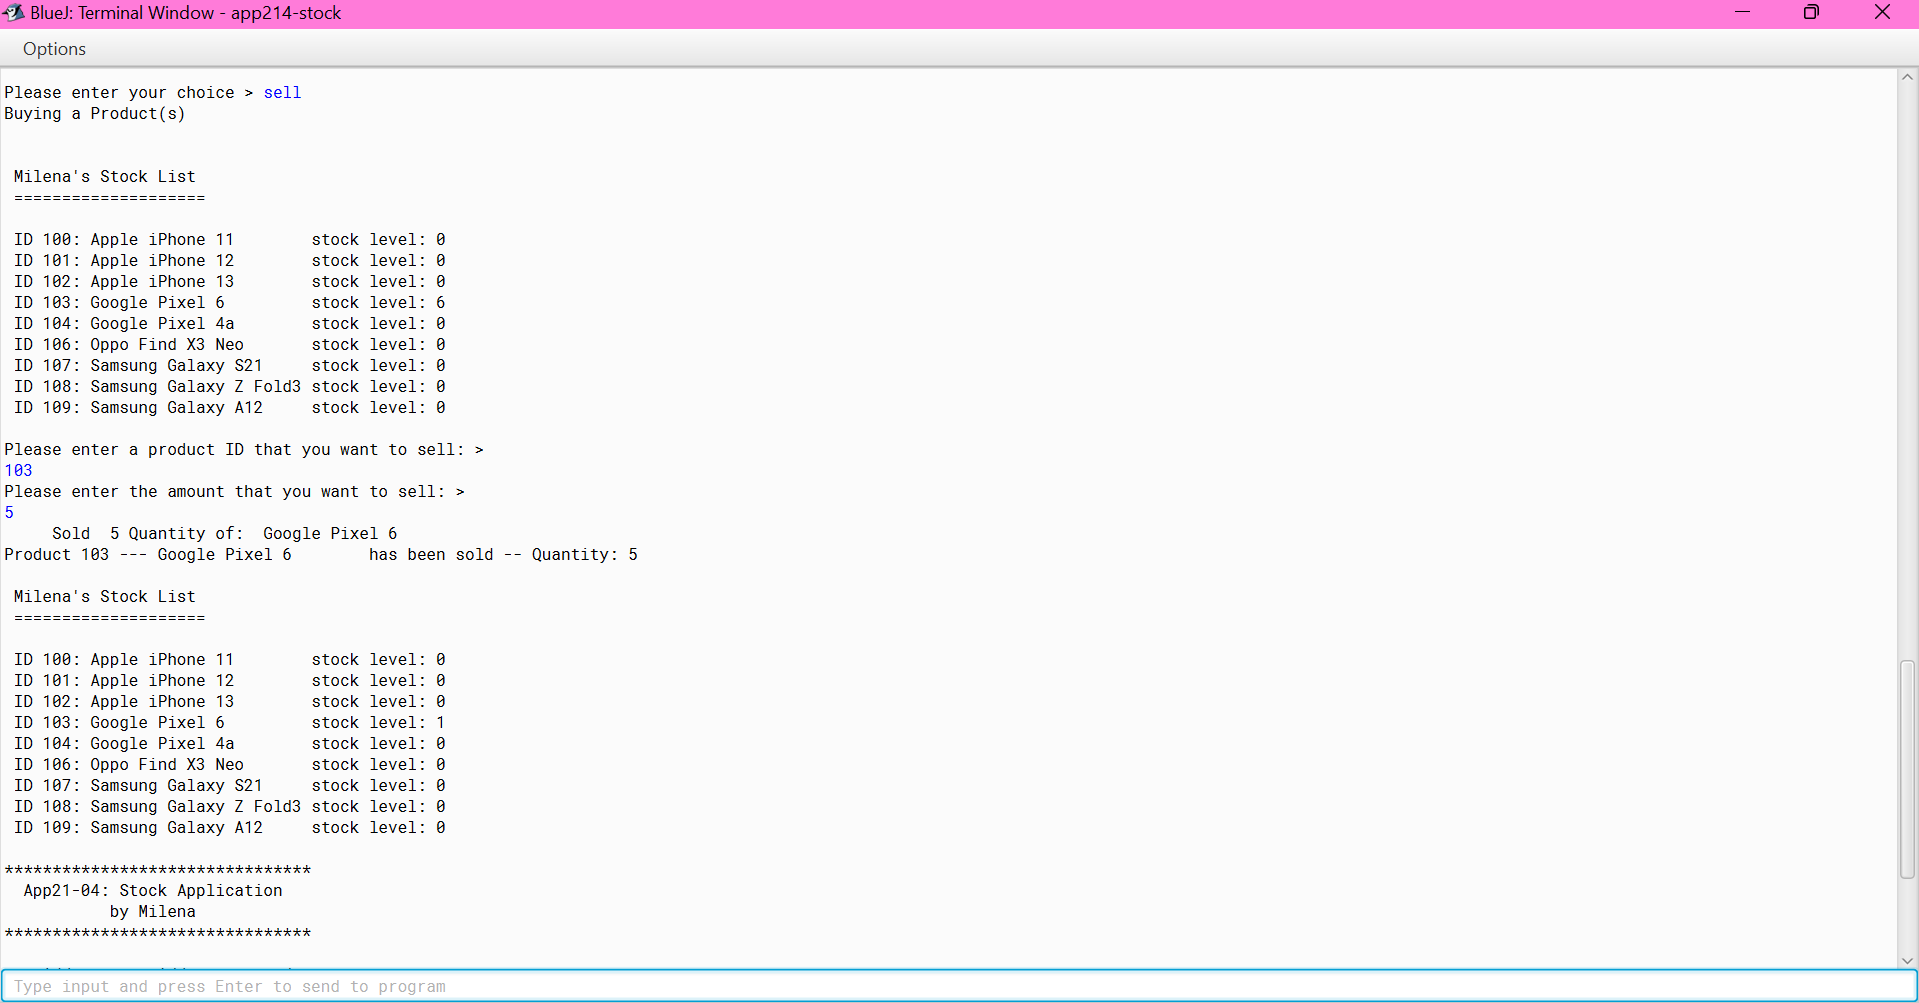 BlueJ: Terminal Window - app214-stock
Options
Please enter your choice > sell
Buying a Product(s)
Milena's Stock List
====================
ID 100: Apple iPhone 11        stock level: 0
ID 101: Apple iPhone 12        stock level: 0
ID 102: Apple iPhone 13        stock level: 0
ID 103: Google Pixel 6         stock level: 6
ID 104: Google Pixel 4a        stock level: 0
ID 106: Oppo Find X3 Neo       stock level: 0
ID 107: Samsung Galaxy S21     stock level: 0
ID 108: Samsung Galaxy Z Fold3 stock level: 0
ID 109: Samsung Galaxy A12     stock level: 0
Please enter a product ID that you want to sell: >
103
Please enter the amount that you want to sell: >
5
Sold  5 Quantity of:  Google Pixel 6
Product 103 --- Google Pixel 6        has been sold -- Quantity: 5
Milena's Stock List
====================
ID 100: Apple iPhone 11        stock level: 0
ID 101: Apple iPhone 12        stock level: 0
ID 102: Apple iPhone 13        stock level: 0
ID 103: Google Pixel 6         stock level: 1
ID 104: Google Pixel 4a        stock level: 0
ID 106: Oppo Find X3 Neo       stock level: 0
ID 107: Samsung Galaxy S21     stock level: 0
ID 108: Samsung Galaxy Z Fold3 stock level: 0
ID 109: Samsung Galaxy A12     stock level: 0
********************************
App21-04: Stock Application
by Milena
********************************
Type input and press Enter to send to program